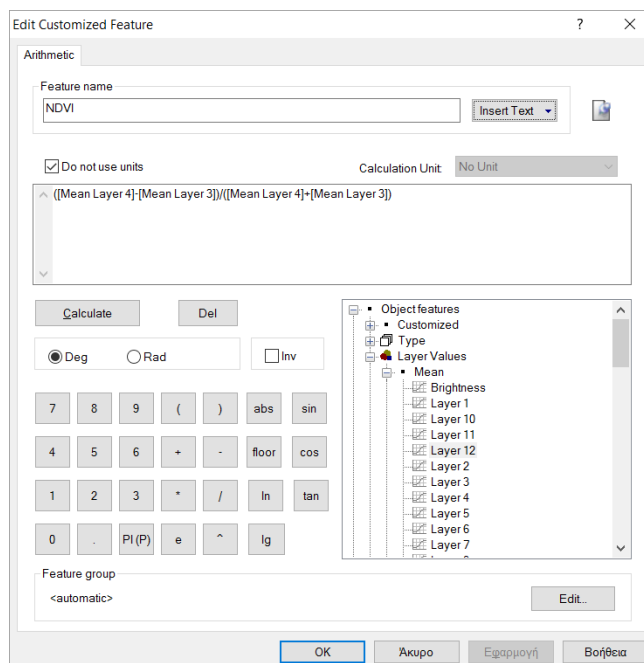 Edit Customized Feature ? X
Arithmetic
Feature name
NDVI
Insert Text
Do not use units
Calculation Unit: No Unit
([Mean Layer 4]-[Mean Layer 3])/([Mean Layer 4]+[Mean Layer 3])
Calculate Del
Deg Rad Inv
7 8 9 ( ) abs sin
4 5 6 + - floor cos
1 2 3 * / ln tan
0 . PI (P) e ^ lg
Object features
Customized
Type
Layer Values
Mean
Brightness
Layer 1
Layer 10
Layer 11
Layer 12
Layer 2
Layer 3
Layer 4
Layer 5
Layer 6
Layer 7
Feature group
<automatic>
Edit...
OK Άκυρο Εφαρμογή Βοήθεια